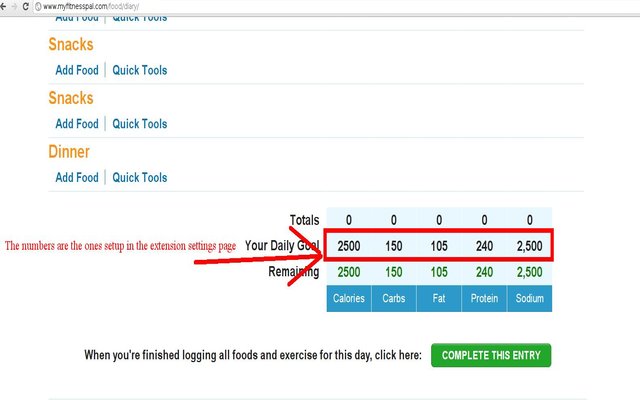 www.myfitnesspal.com/food/diary/
Add Food Quick Tools
Snacks
Add Food Quick Tools
Snacks
Add Food Quick Tools
Dinner
Add Food Quick Tools
Totals 0 0 0 0 0
The numbers are the ones setup in the extension settings page Your Daily Goal 2500 150 105 240 2,500
Remaining 2500 150 105 240 2,500
Calories Carbs Fat Protein Sodium
When you're finished logging all foods and exercise for this day, click here: COMPLETE THIS ENTRY